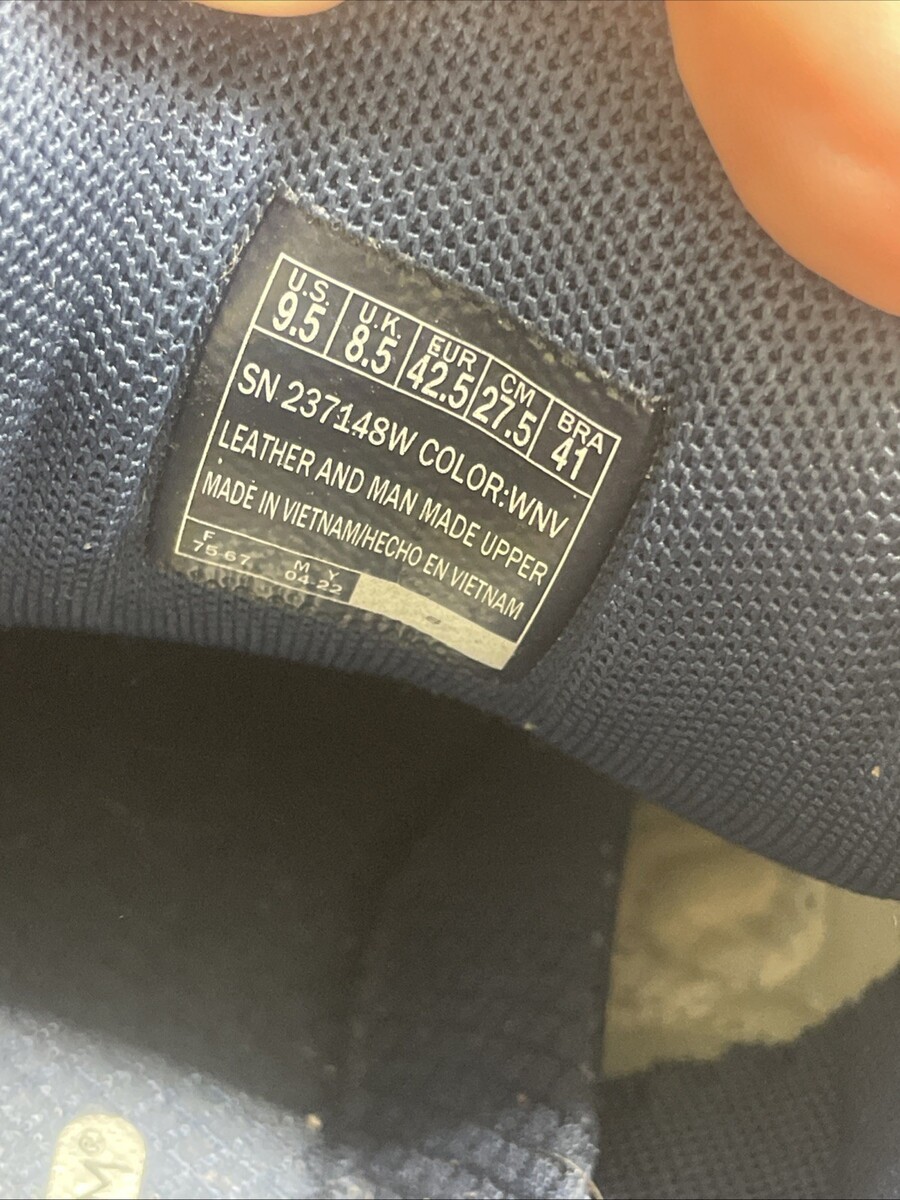 U.S. U.K. EUR CM BRA
9.5 8.5 42.5 27.5 41
SN 237148W COLOR:WNV
LEATHER AND MAN MADE UPPER
MADE IN VIETNAM/HECHO EN VIETNAM
F M Y
75 67 04 22
M®